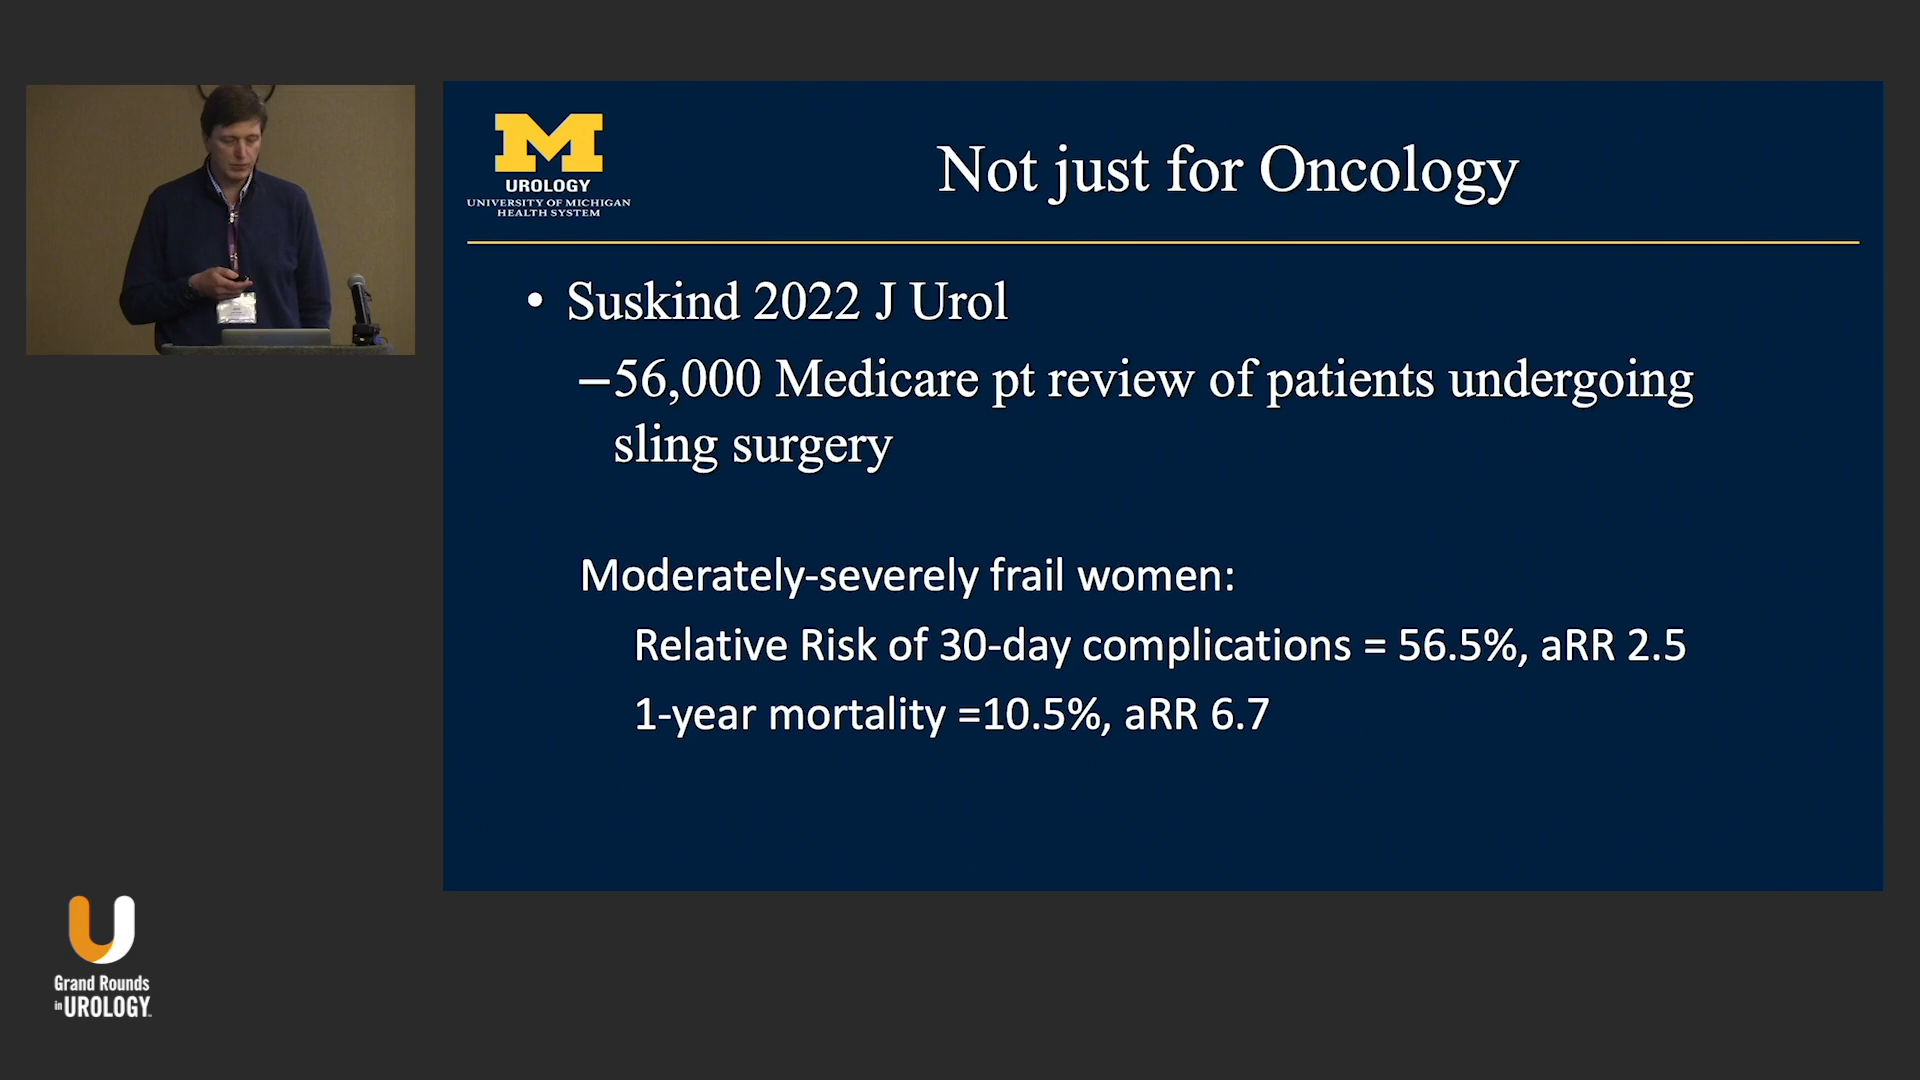 M
UROLOGY
UNIVERSITY OF MICHIGAN
HEALTH SYSTEM
Not just for Oncology
• Suskind 2022 J Urol
–56,000 Medicare pt review of patients undergoing
sling surgery
Moderately-severely frail women:
Relative Risk of 30-day complications = 56.5%, aRR 2.5
1-year mortality =10.5%, aRR 6.7
U
Grand Rounds
in UROLOGY